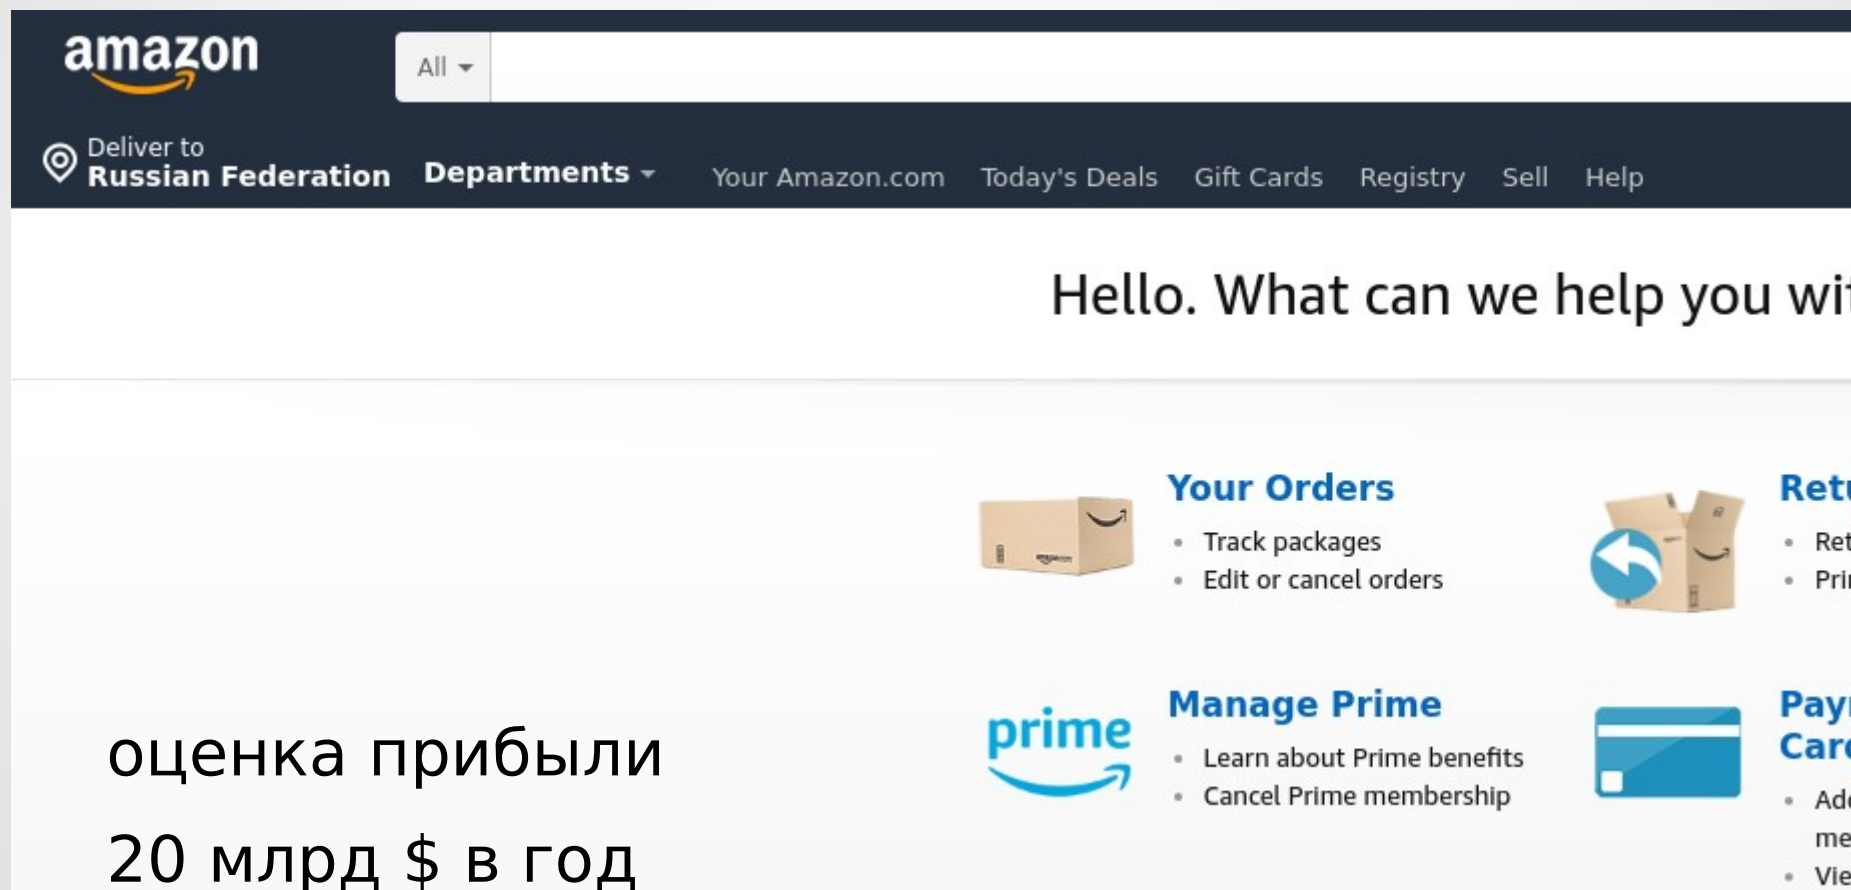 amazon
All
Deliver to
Russian Federation
Departments
Your Amazon.com
Today's Deals
Gift Cards
Registry
Sell
Help
Hello. What can we help you
Your Orders
Track packages
Edit or cancel orders
prime
Manage Prime
Learn about Prime benefits
Cancel Prime membership
оценка прибыли
20 млрд $ в год